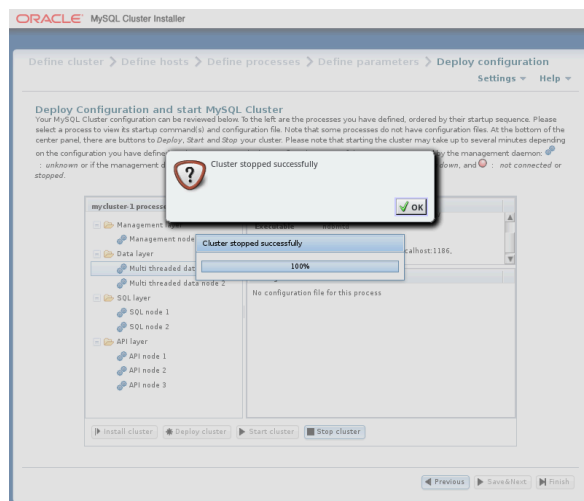 ORACLE MySQL Cluster Installer
Define cluster > Define hosts > Define processes > Define parameters > Deploy configuration
Settings Help
Deploy Configuration and start MySQL Cluster
Your MySQL Cluster configuration can be reviewed below. To the left are the processes you have defined, ordered by their startup sequence. Please
select a process to view its startup command(s) and configuration file. Note that some processes do not have configuration files. At the bottom of the
center panel, there are buttons to Deploy, Start and Stop your cluster. Please note that starting the cluster may take up to several minutes depending
on the configuration you have define by the management daemon:
: unknown or if the management d down, and : not connected or
stopped.
Cluster stopped successfully
OK
mycluster-1 processe
Management layer
Management node
Data layer
Multi threaded dat
Multi threaded data node 2
SQL layer
SQL node 1
SQL node 2
API layer
API node 1
API node 2
API node 3
Executable
Cluster stopped successfully
100%
calhost:1186,
No configuration file for this process
Install cluster Deploy cluster Start cluster Stop cluster
Previous Save&Next Finish